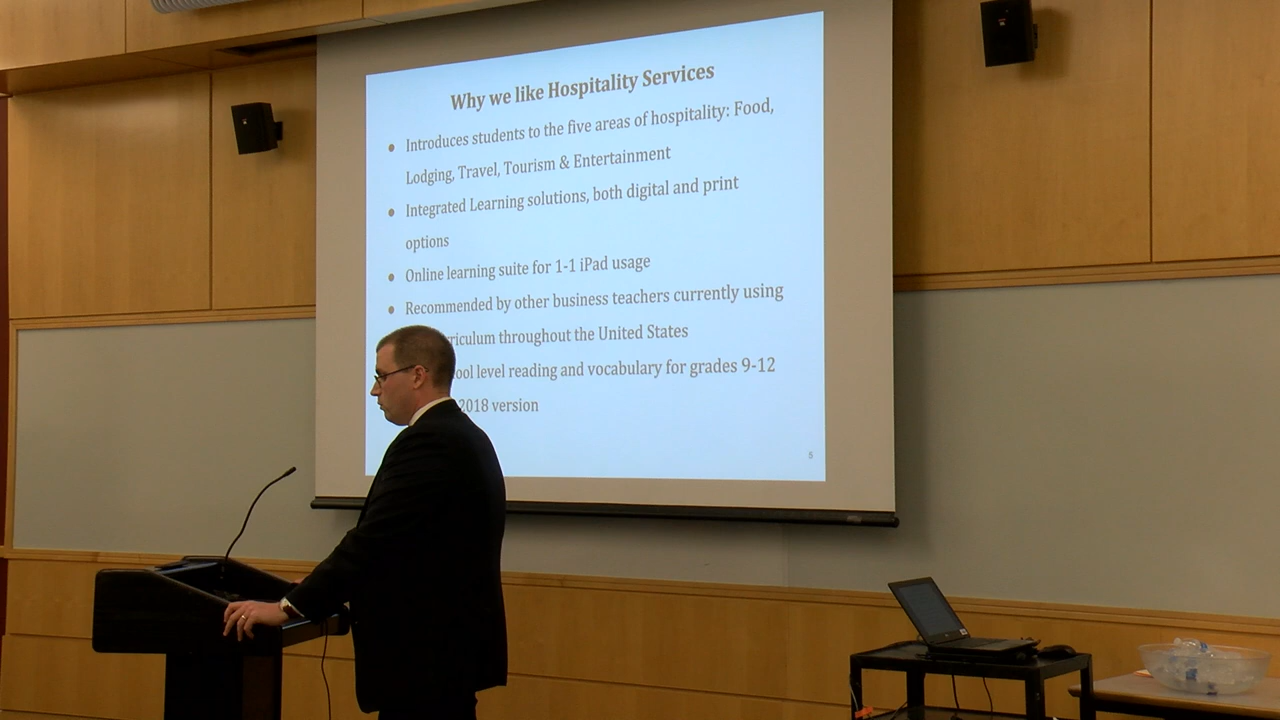 Why we like Hospitality Services
● Introduces students to the five areas of hospitality: Food,
Lodging, Travel, Tourism & Entertainment
● Integrated Learning solutions, both digital and print
options
● Online learning suite for 1-1 iPad usage
● Recommended by other business teachers currently using
riculum throughout the United States
ool level reading and vocabulary for grades 9-12
2018 version
5